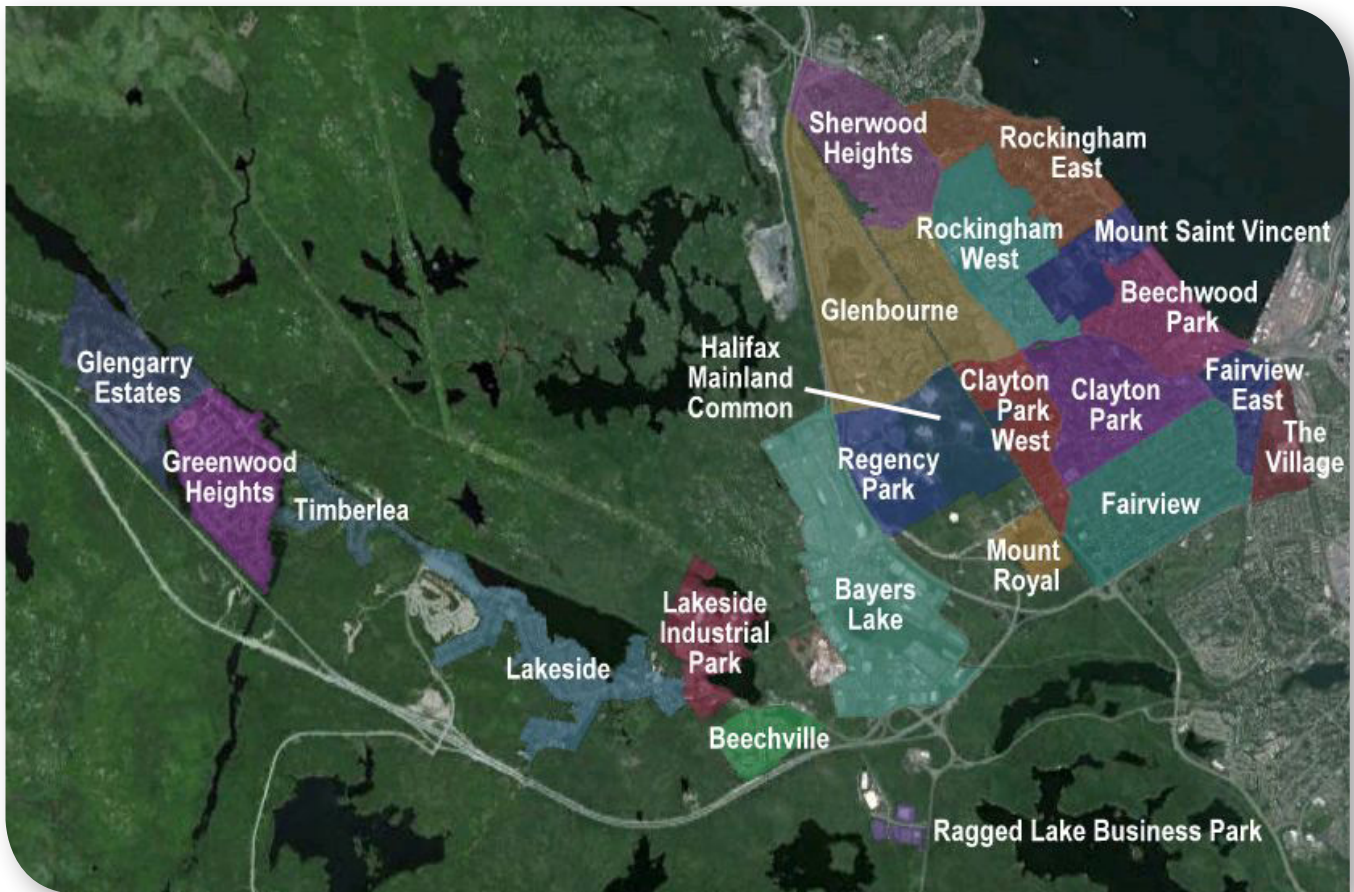 Sherwood
Heights
Rockingham
East
Rockingham
West
Mount Saint Vincent
Beechwood
Park
Glenbourne
Halifax
Mainland
Common
Clayton
Park
West
Clayton
Park
Fairview
East
The
Village
Glengarry
Estates
Greenwood
Heights
Timberlea
Regency
Park
Fairview
Mount
Royal
Bayers
Lake
Lakeside
Industrial
Park
Lakeside
Beechville
Ragged Lake Business Park